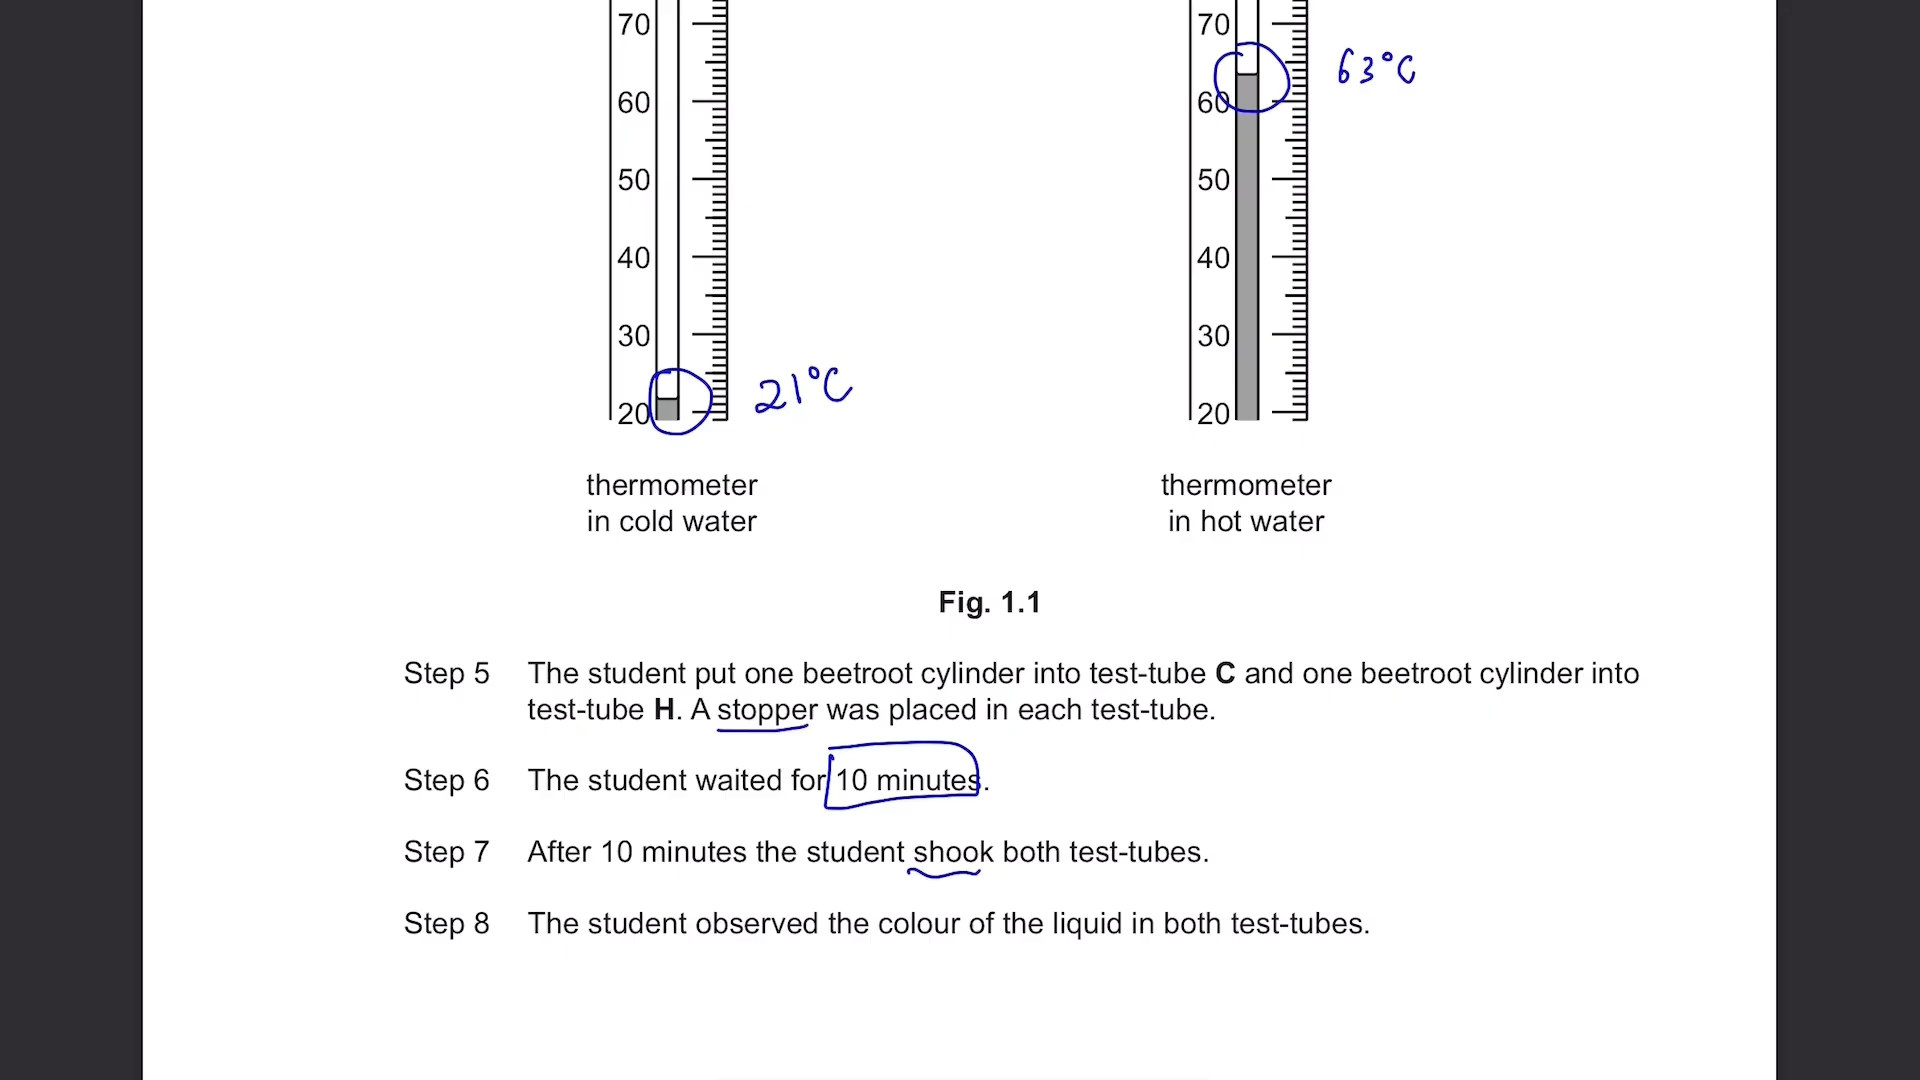 70 70
63°C
60 60
50 50
40 40
30 30
21°C
20 20
thermometer thermometer
in cold water in hot water
Fig. 1.1
Step 5 The student put one beetroot cylinder into test-tube C and one beetroot cylinder into
test-tube H. A stopper was placed in each test-tube.
Step 6 The student waited for 10 minutes.
Step 7 After 10 minutes the student shook both test-tubes.
Step 8 The student observed the colour of the liquid in both test-tubes.